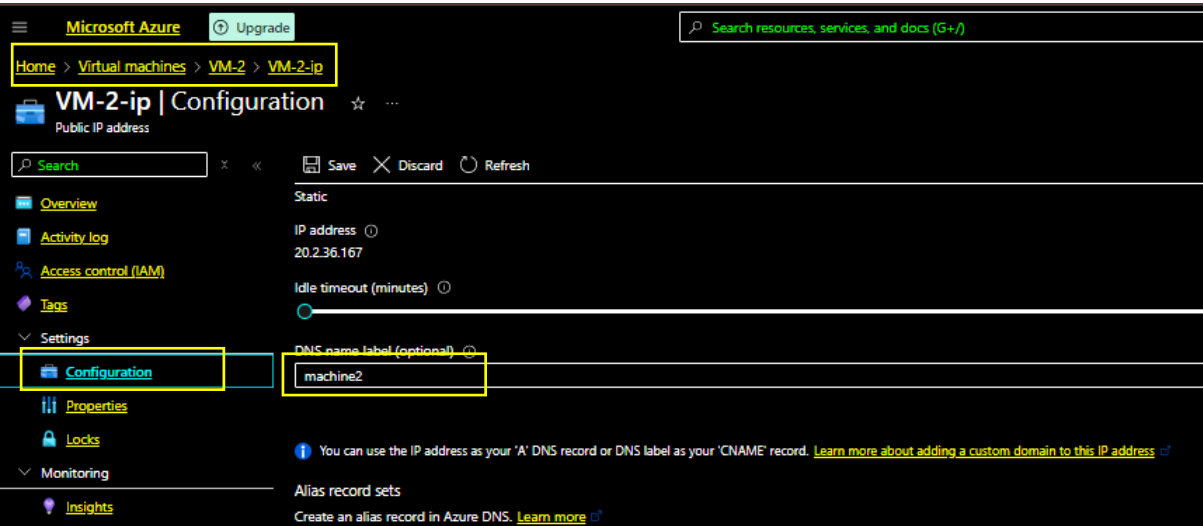 Microsoft Azure Upgrade Search resources, services, and docs (G+/)
Home > Virtual machines > VM-2 > VM-2-ip
VM-2-ip | Configuration ☆ ...
Public IP address
Search Save Discard Refresh
Overview
Activity log
Access control (IAM)
Tags
Settings
Configuration
Properties
Locks
Monitoring
Insights
Static
IP address
20.2.36.167
Idle timeout (minutes)
DNS name label (optional)
machine2
You can use the IP address as your 'A' DNS record or DNS label as your 'CNAME' record. Learn more about adding a custom domain to this IP address
Alias record sets
Create an alias record in Azure DNS. Learn more